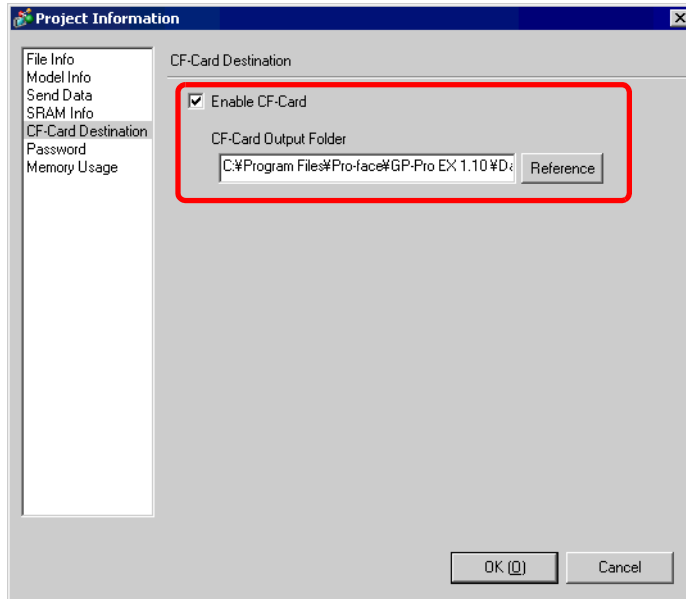 Project Information
File Info
Model Info
Send Data
SRAM Info
CF-Card Destination
Password
Memory Usage
CF-Card Destination
Enable CF-Card
CF-Card Output Folder
C:¥Program Files¥Pro-face¥GP-Pro EX 1.10¥Da
Reference
OK (O)
Cancel